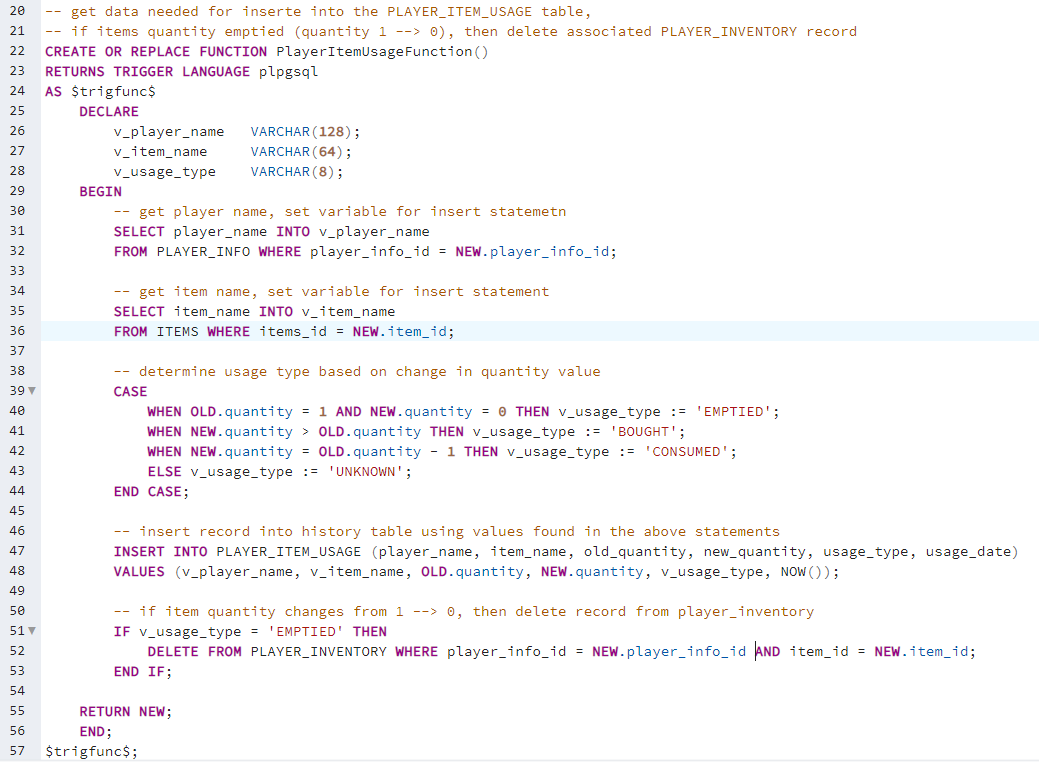 20 -- get data needed for inserte into the PLAYER_ITEM_USAGE table,
21 -- if items quantity emptied (quantity 1 --> 0), then delete associated PLAYER_INVENTORY record
22 CREATE OR REPLACE FUNCTION PlayerItemUsageFunction()
23 RETURNS TRIGGER LANGUAGE plpgsql
24 AS $trigfunc$
25     DECLARE
26         v_player_name   VARCHAR(128);
27         v_item_name     VARCHAR(64);
28         v_usage_type    VARCHAR(8);
29     BEGIN
30         -- get player name, set variable for insert statemetn
31         SELECT player_name INTO v_player_name
32         FROM PLAYER_INFO WHERE player_info_id = NEW.player_info_id;
33
34         -- get item name, set variable for insert statement
35         SELECT item_name INTO v_item_name
36         FROM ITEMS WHERE items_id = NEW.item_id;
37
38         -- determine usage type based on change in quantity value
39         CASE
40             WHEN OLD.quantity = 1 AND NEW.quantity = 0 THEN v_usage_type := 'EMPTIED';
41             WHEN NEW.quantity > OLD.quantity THEN v_usage_type := 'BOUGHT';
42             WHEN NEW.quantity = OLD.quantity - 1 THEN v_usage_type := 'CONSUMED';
43             ELSE v_usage_type := 'UNKNOWN';
44         END CASE;
45
46         -- insert record into history table using values found in the above statements
47         INSERT INTO PLAYER_ITEM_USAGE (player_name, item_name, old_quantity, new_quantity, usage_type, usage_date)
48         VALUES (v_player_name, v_item_name, OLD.quantity, NEW.quantity, v_usage_type, NOW());
49
50         -- if item quantity changes from 1 --> 0, then delete record from player_inventory
51         IF v_usage_type = 'EMPTIED' THEN
52             DELETE FROM PLAYER_INVENTORY WHERE player_info_id = NEW.player_info_id AND item_id = NEW.item_id;
53         END IF;
54
55     RETURN NEW;
56     END;
57 $trigfunc$;